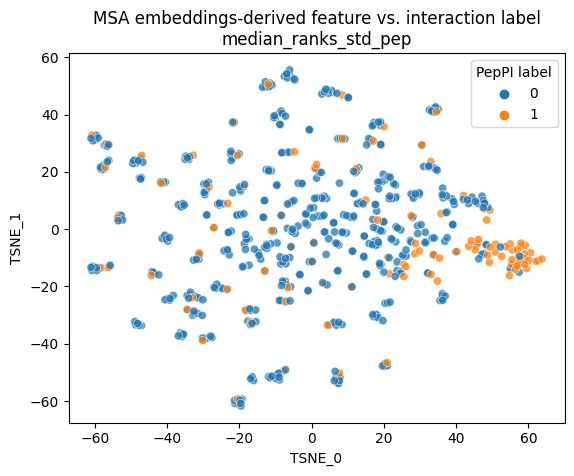 MSA embeddings-derived feature vs. interaction label
median_ranks_std_pep
PepPI label
0
1
60
40
20
0
−20
−40
−60
TSNE_1
−60 −40 −20 0 20 40 60
TSNE_0